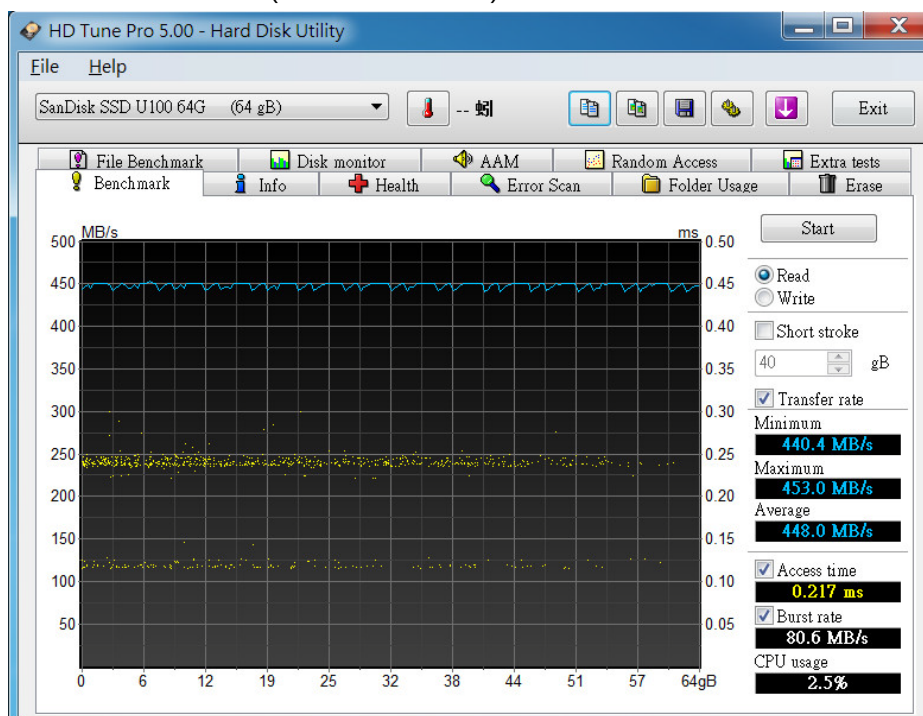 HD Tune Pro 5.00 - Hard Disk Utility
File Help
SanDisk SSD U100 64G (64 gB) -- 蚓 Exit
File Benchmark Disk monitor AAM Random Access Extra tests
Benchmark Info Health Error Scan Folder Usage Erase
Start
MB/s ms
500 0.50
450 0.45
400 0.40
350 0.35
300 0.30
250 0.25
200 0.20
150 0.15
100 0.10
50 0.05
0 6 12 19 25 32 38 44 51 57 64gB
Read
Write
Short stroke
40 gB
Transfer rate
Minimum
440.4 MB/s
Maximum
453.0 MB/s
Average
448.0 MB/s
Access time
0.217 ms
Burst rate
80.6 MB/s
CPU usage
2.5%